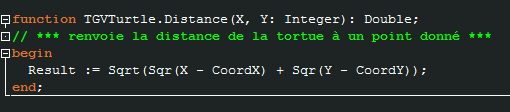 function TGVTurtle.Distance(X, Y: Integer): Double;
// *** renvoie la distance de la tortue à un point donné ***
begin
Result := Sqrt(Sqr(X - CoordX) + Sqr(Y - CoordY));
end;